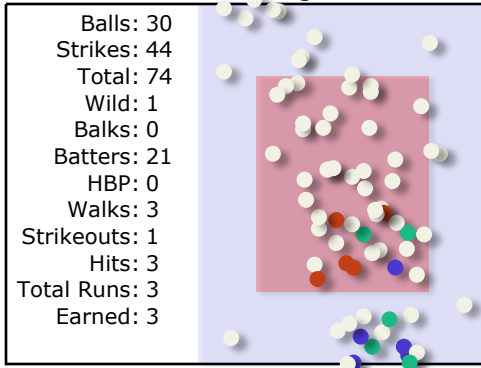 Balls: 30
Strikes: 44
Total: 74
Wild: 1
Balks: 0
Batters: 21
HBP: 0
Walks: 3
Strikeouts: 1
Hits: 3
Total Runs: 3
Earned: 3